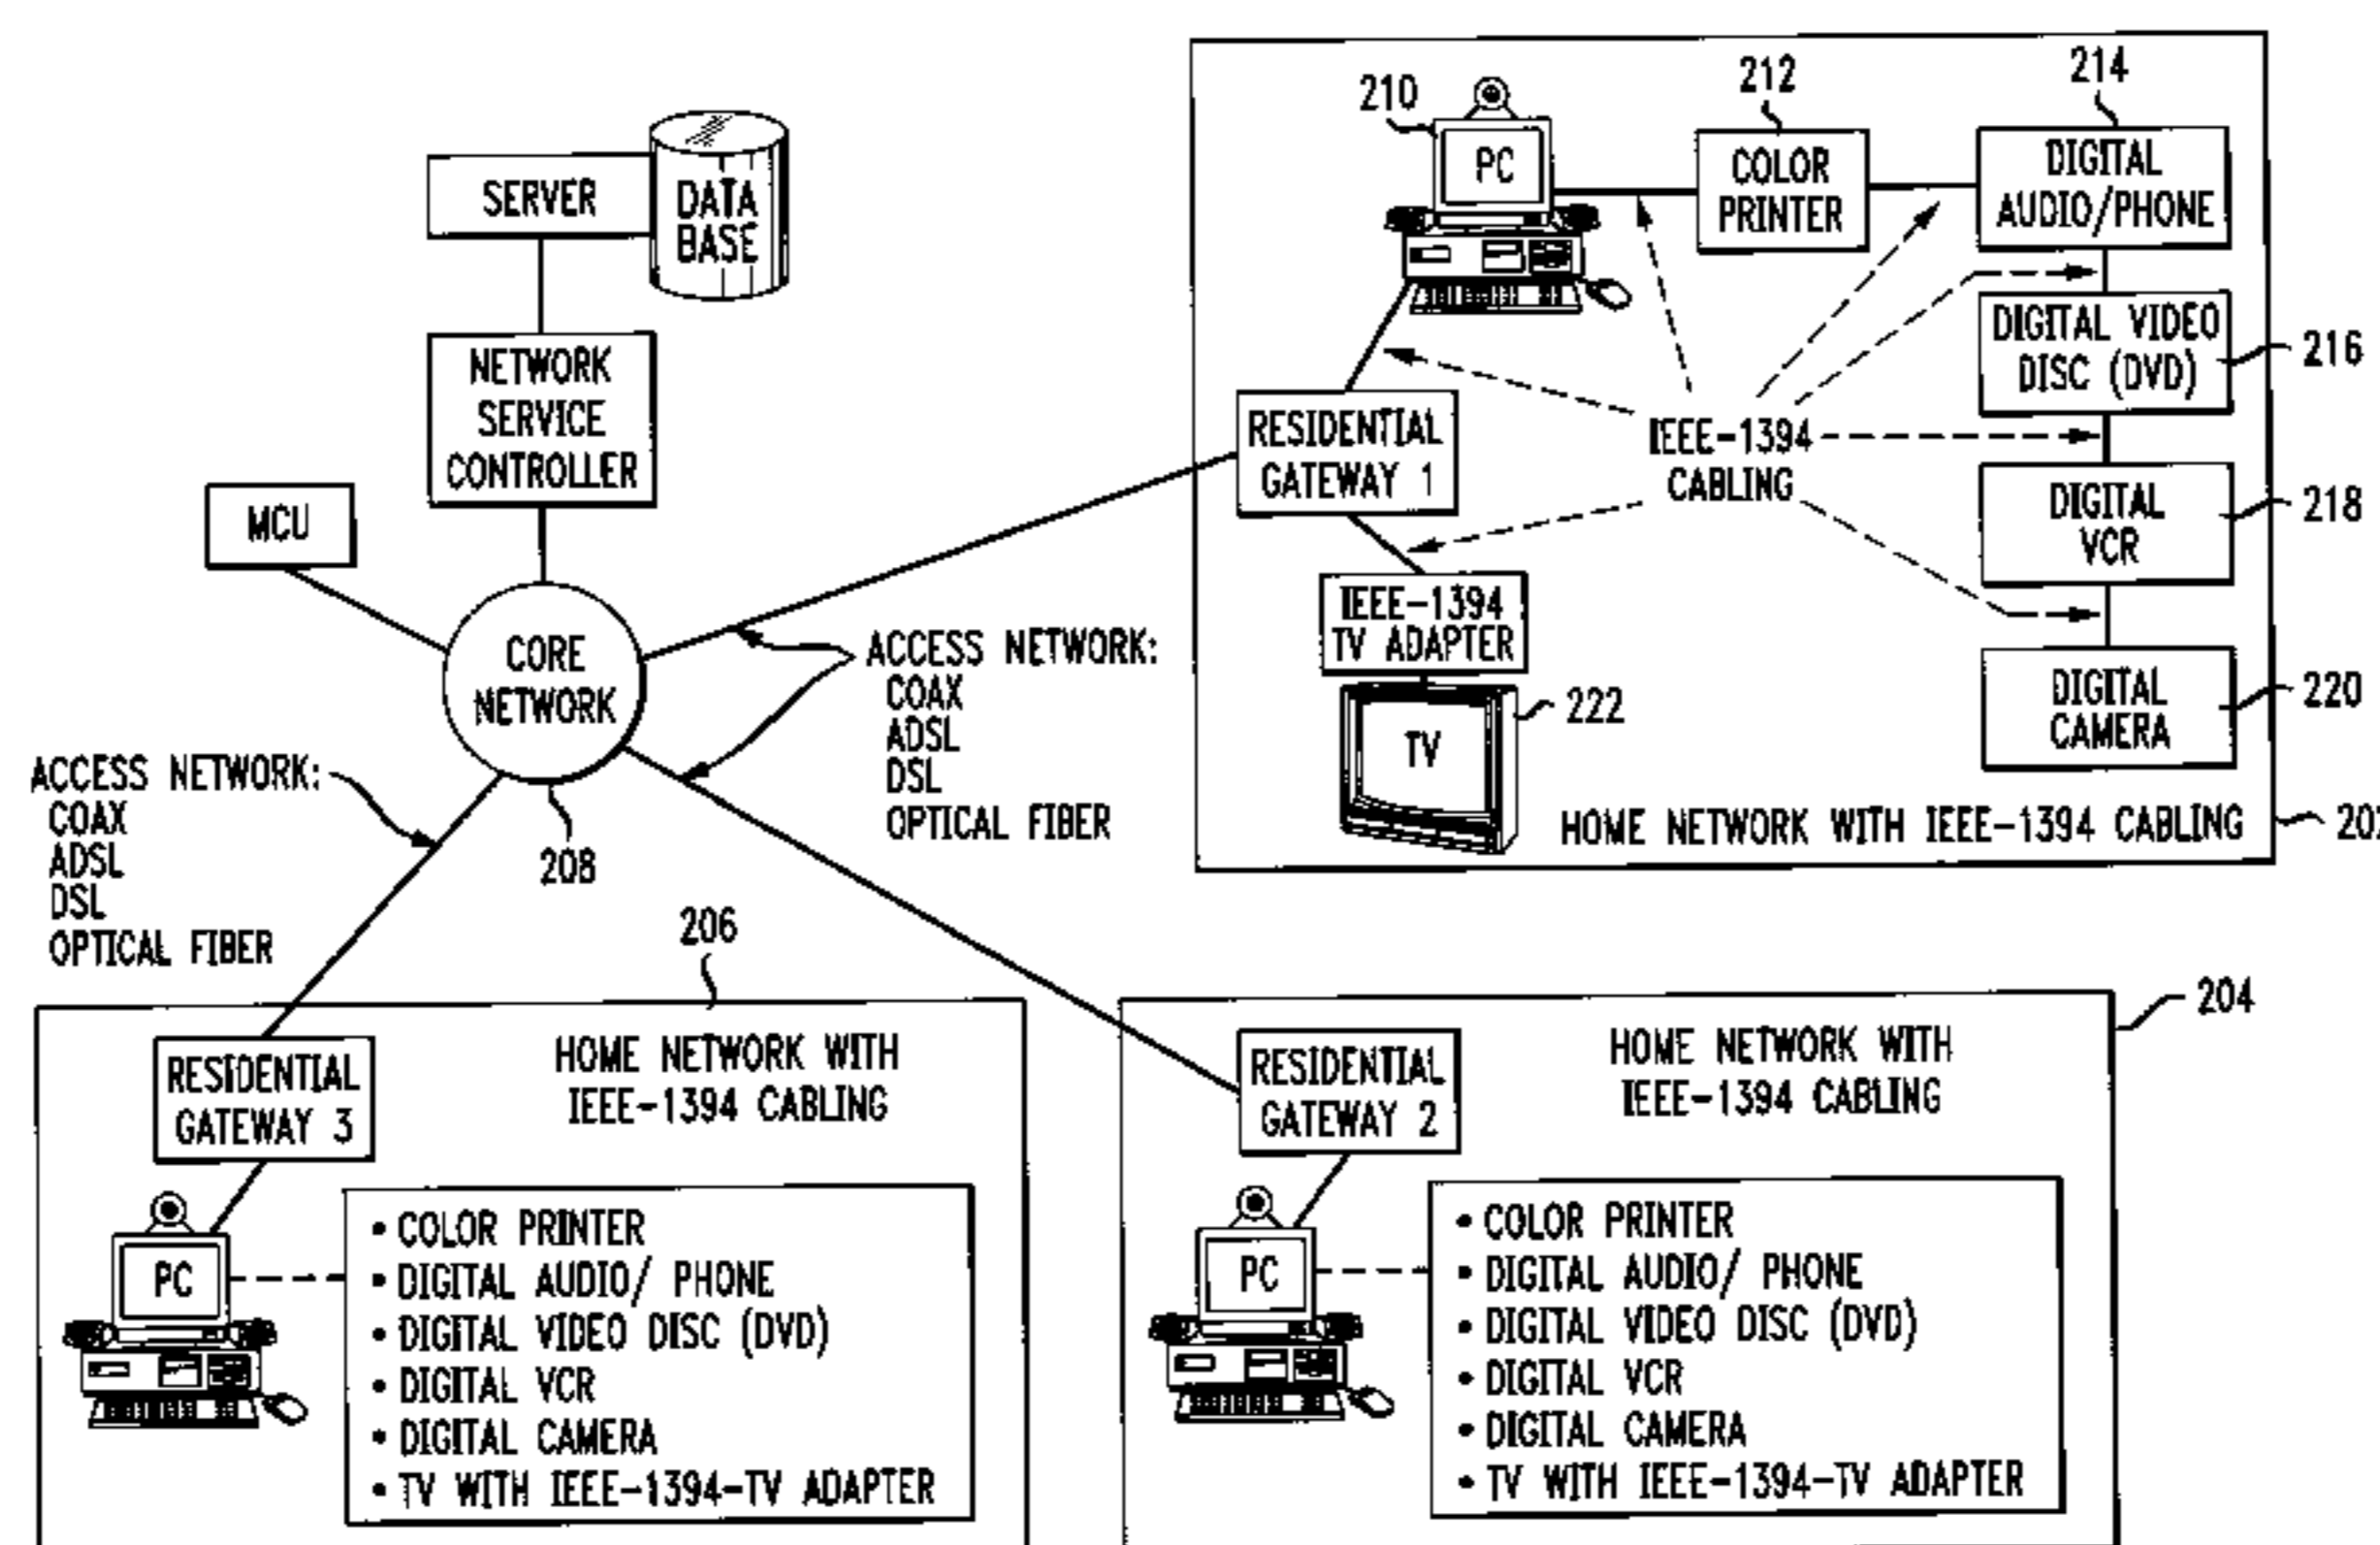 210
212
214
PC
COLOR
PRINTER
DIGITAL
AUDIO/PHONE
SERVER
DATA
BASE
DIGITAL VIDEO
DISC (DVD)
216
NETWORK
SERVICE
CONTROLLER
RESIDENTIAL
GATEWAY 1
IEEE-1394
CABLING
DIGITAL
VCR
218
MCU
IEEE-1394
TV ADAPTER
CORE
NETWORK
208
ACCESS NETWORK:
COAX
ADSL
DSL
OPTICAL FIBER
TV
222
DIGITAL
CAMERA
220
HOME NETWORK WITH IEEE-1394 CABLING
ACCESS NETWORK:
COAX
ADSL
DSL
OPTICAL FIBER
206
HOME NETWORK WITH
IEEE-1394 CABLING
RESIDENTIAL
GATEWAY 3
PC
• COLOR PRINTER
• DIGITAL AUDIO/ PHONE
• DIGITAL VIDEO DISC (DVD)
• DIGITAL VCR
• DIGITAL CAMERA
• TV WITH IEEE-1394-TV ADAPTER
204
HOME NETWORK WITH
IEEE-1394 CABLING
RESIDENTIAL
GATEWAY 2
PC
• COLOR PRINTER
• DIGITAL AUDIO/ PHONE
• DIGITAL VIDEO DISC (DVD)
• DIGITAL VCR
• DIGITAL CAMERA
• TV WITH IEEE-1394-TV ADAPTER